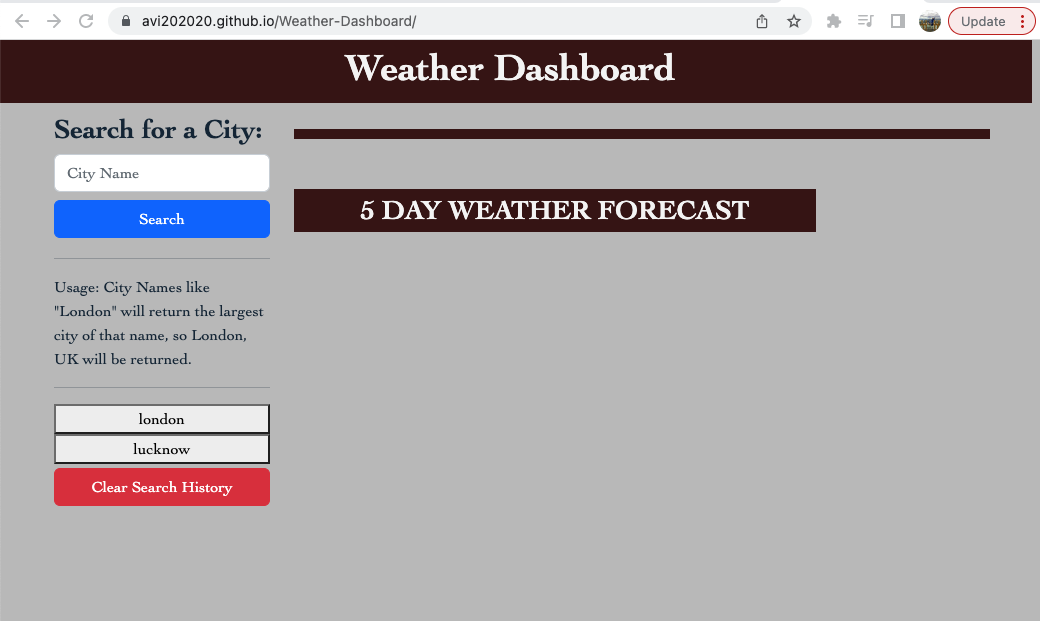 avi202020.github.io/Weather-Dashboard/
Update
Weather Dashboard
Search for a City:
City Name
Search
Usage: City Names like
"London" will return the largest
city of that name, so London,
UK will be returned.
london
lucknow
Clear Search History
5 DAY WEATHER FORECAST